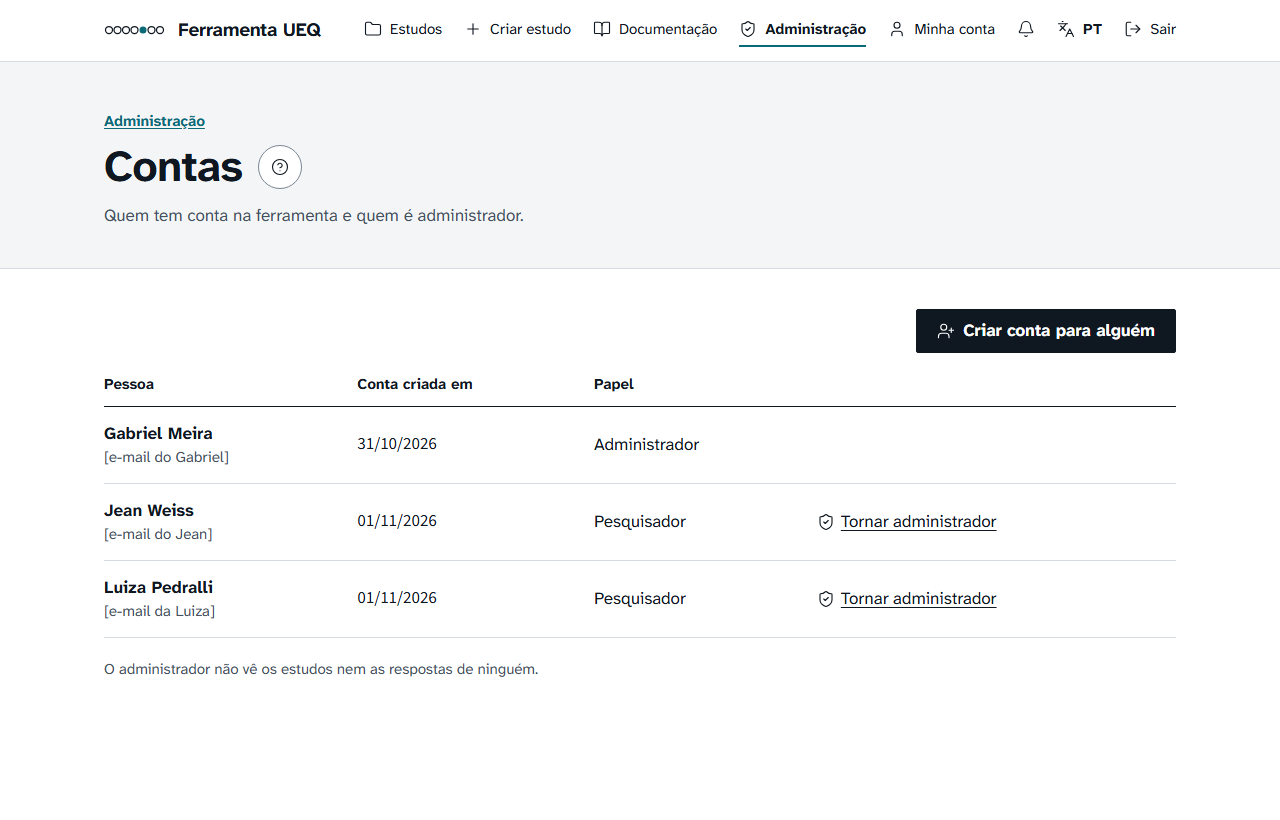 Ferramenta UEQ Estudos Criar estudo Documentação Administração Minha conta PT Sair
Administração
Contas
Quem tem conta na ferramenta e quem é administrador.
Criar conta para alguém
Pessoa Conta criada em Papel
Gabriel Meira
[e-mail do Gabriel]
31/10/2026
Administrador
Jean Weiss
[e-mail do Jean]
01/11/2026
Pesquisador
Tornar administrador
Luiza Pedralli
[e-mail da Luiza]
01/11/2026
Pesquisador
Tornar administrador
O administrador não vê os estudos nem as respostas de ninguém.